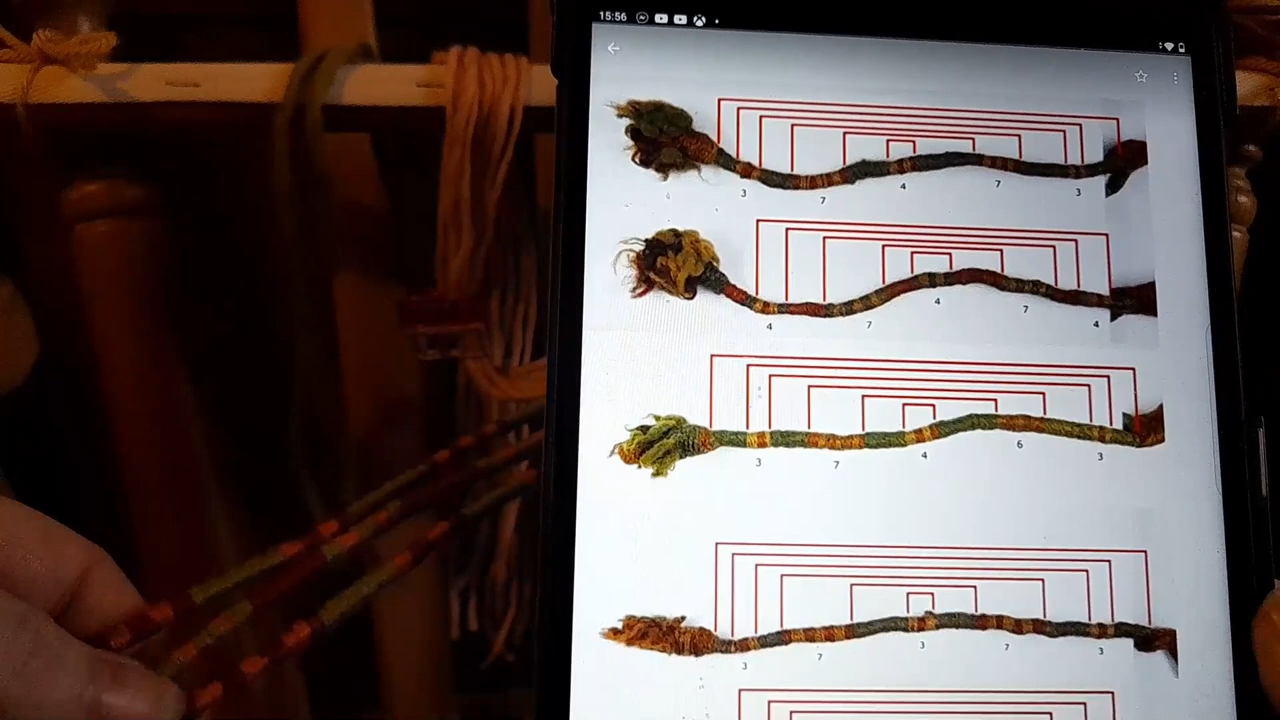 15:56
3 7 4 7 3
4 7 4 7 4
3 7 4 6 3
3 7 3 7 3